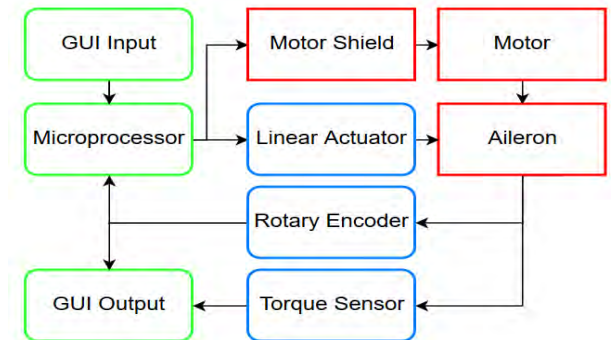 GUI Input
Motor Shield
Motor
Microprocessor
Linear Actuator
Aileron
Rotary Encoder
GUI Output
Torque Sensor